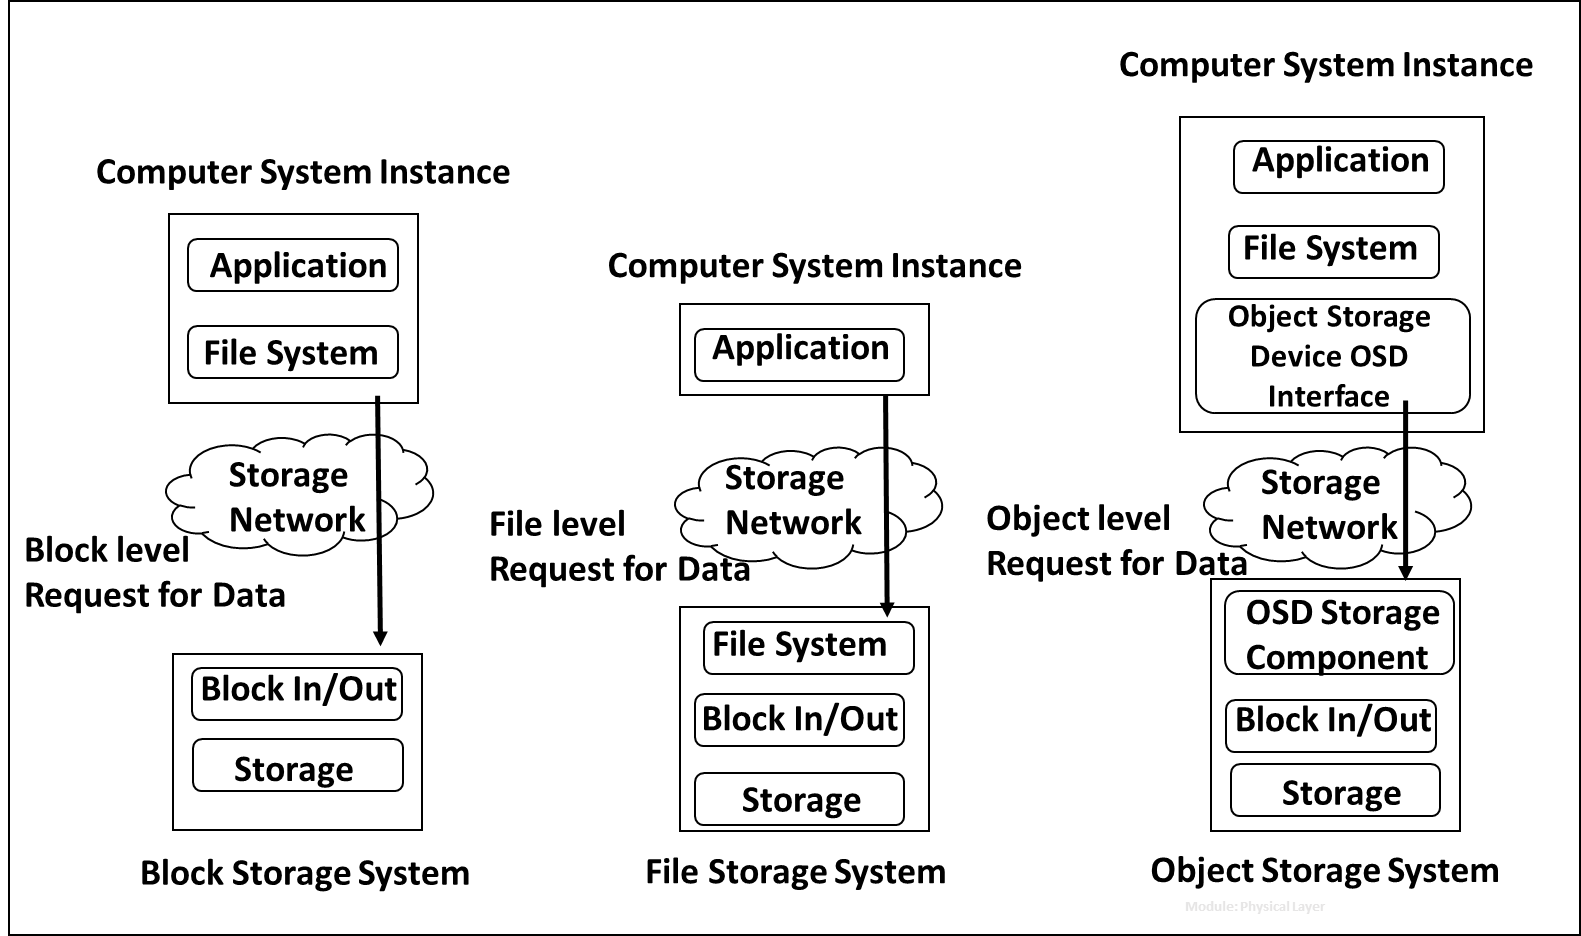 Computer System Instance
Application
File System
Storage
Network
Block level
Request for Data
Block In/Out
Storage
Block Storage System
Computer System Instance
Application
Storage
Network
File level
Request for Data
File System
Block In/Out
Storage
File Storage System
Computer System Instance
Application
File System
Object Storage
Device OSD
Interface
Storage
Network
Object level
Request for Data
OSD Storage
Component
Block In/Out
Storage
Object Storage System
Module: Physical Layer